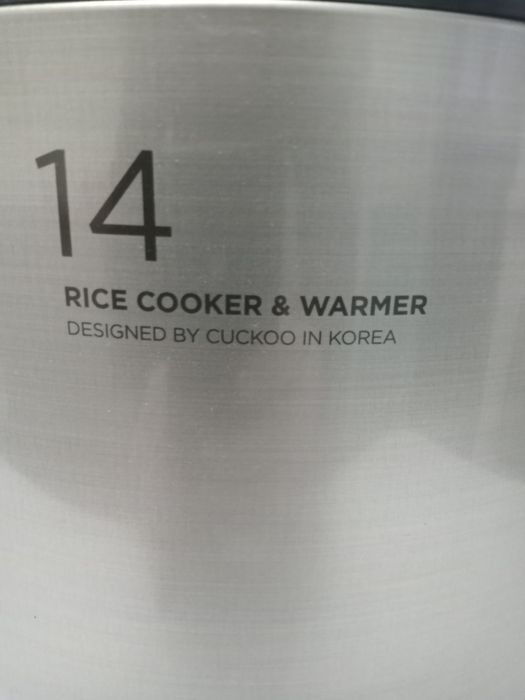 14
RICE COOKER & WARMER
DESIGNED BY CUCKOO IN KOREA